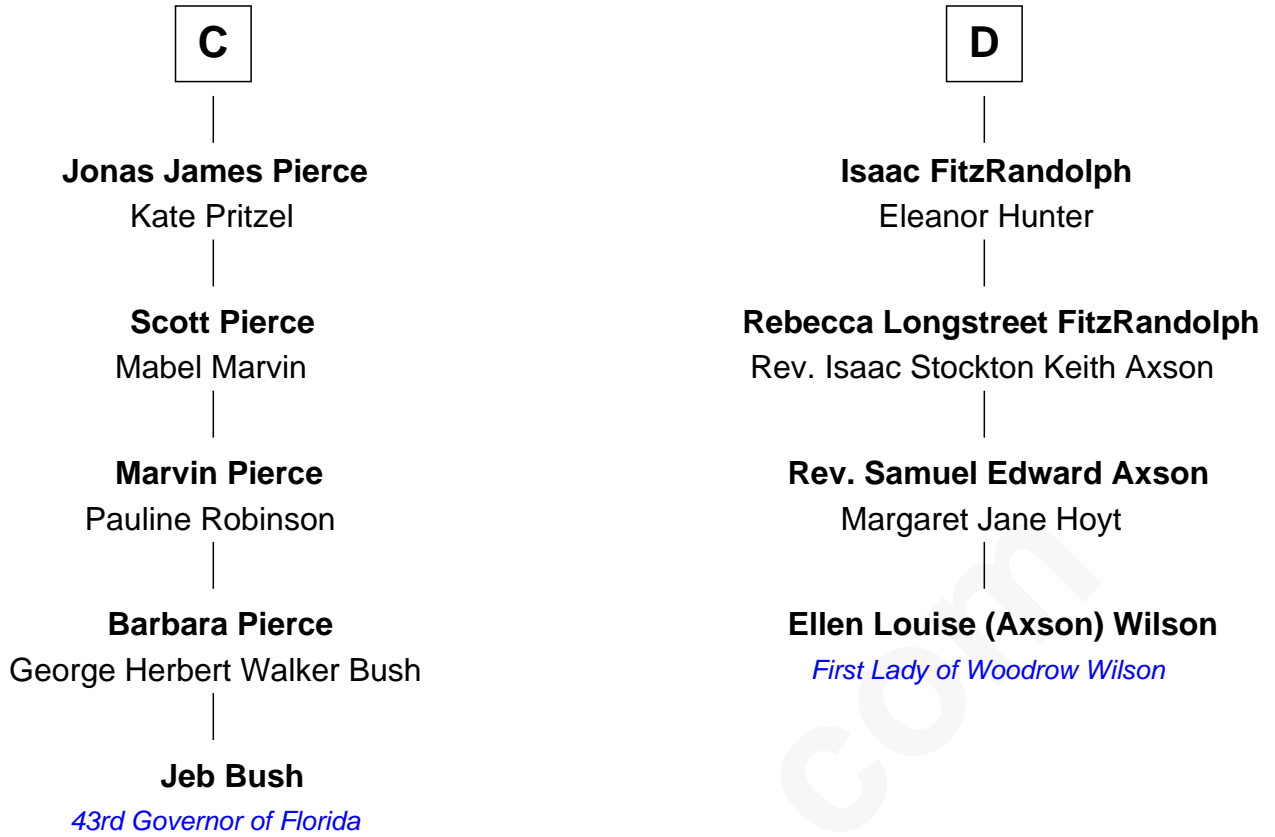 C
Jonas James Pierce
Kate Pritzel
Scott Pierce
Mabel Marvin
Marvin Pierce
Pauline Robinson
Barbara Pierce
George Herbert Walker Bush
Jeb Bush
43rd Governor of Florida
D
Isaac FitzRandolph
Eleanor Hunter
Rebecca Longstreet FitzRandolph
Rev. Isaac Stockton Keith Axson
Rev. Samuel Edward Axson
Margaret Jane Hoyt
Ellen Louise (Axson) Wilson
First Lady of Woodrow Wilson
com